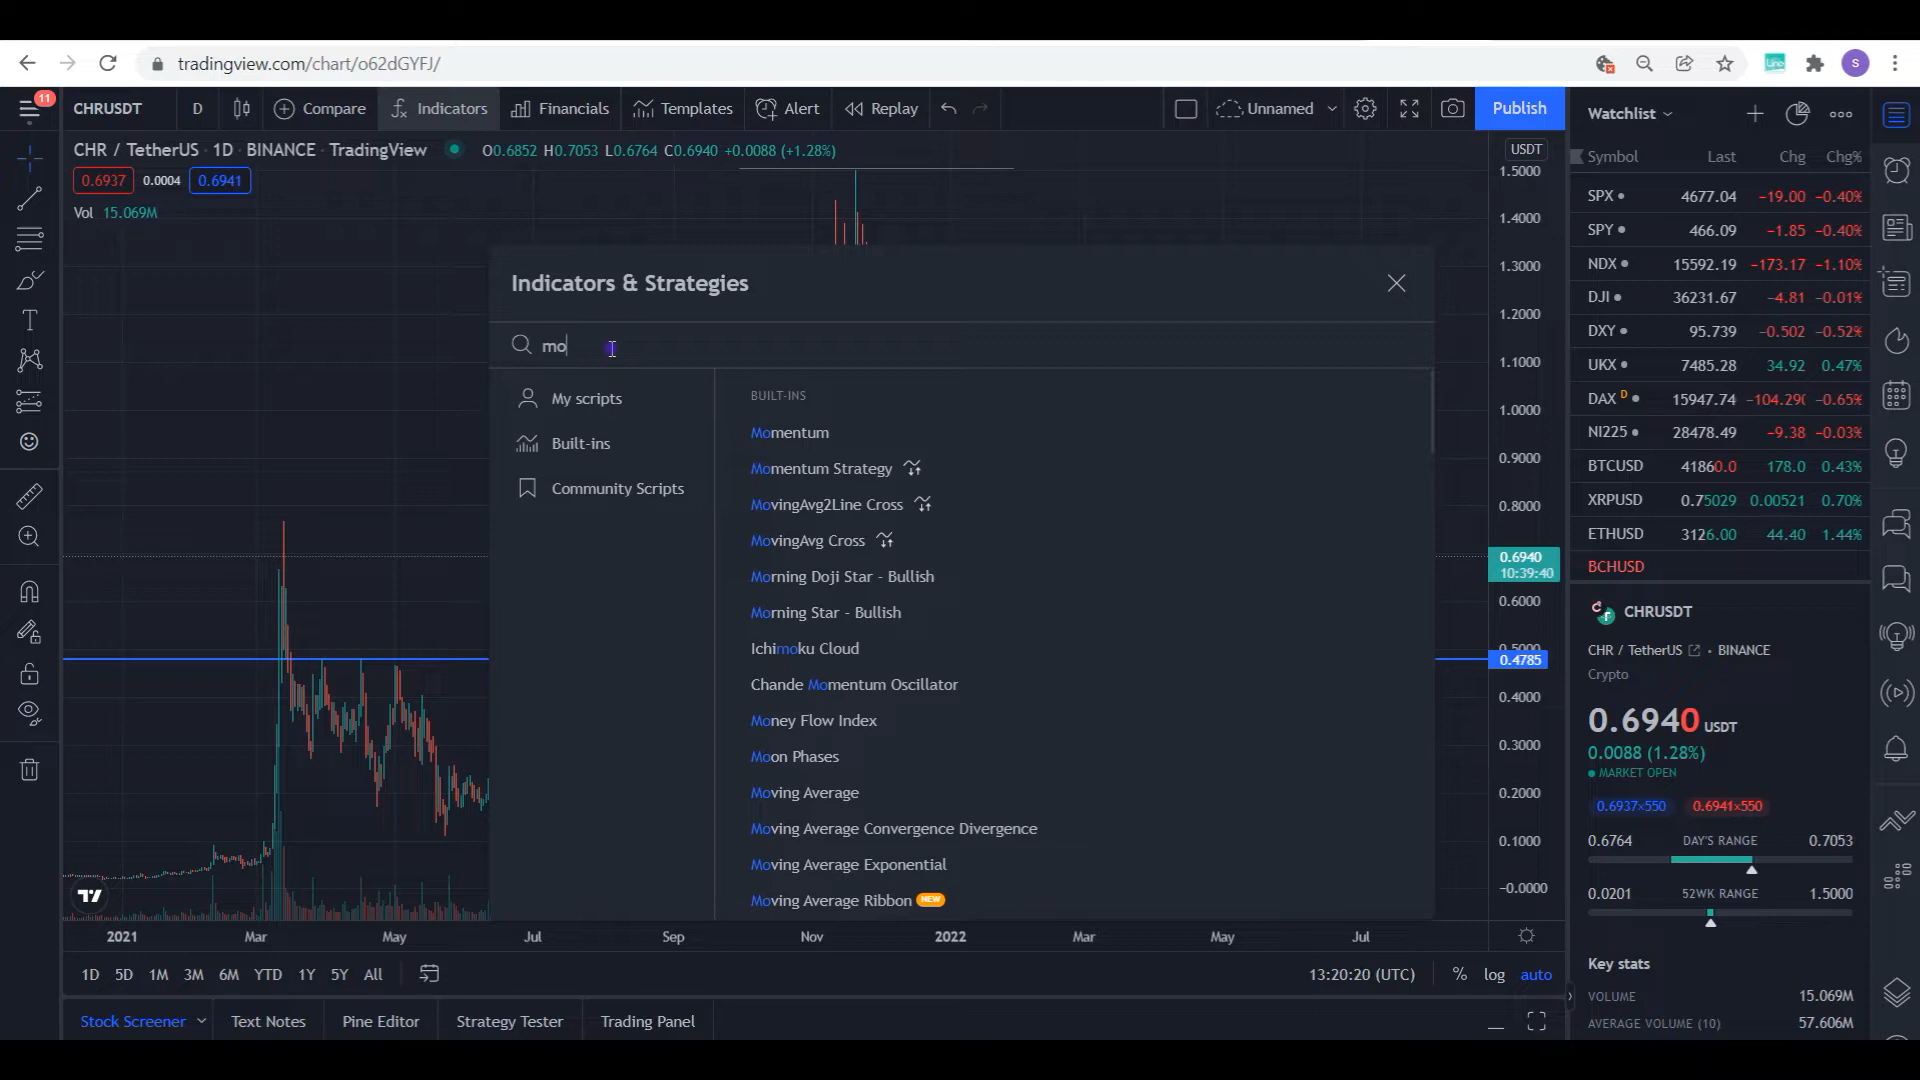 tradingview.com/chart/o62dGYFJ/
S
11
CHRUSDT
D
Compare
Indicators
Financials
Templates
Alert
Replay
Unnamed
Publish
CHR / TetherUS · 1D · BINANCE · TradingView
O0.6852 H0.7053 L0.6764 C0.6940 +0.0088 (+1.28%)
0.6937
0.0004
0.6941
Vol 15.069M
Indicators & Strategies
mo
My scripts
Built-ins
Community Scripts
BUILT-INS
Momentum
Momentum Strategy
MovingAvg2Line Cross
MovingAvg Cross
Morning Doji Star - Bullish
Morning Star - Bullish
Ichimoku Cloud
Chande Momentum Oscillator
Money Flow Index
Moon Phases
Moving Average
Moving Average Convergence Divergence
Moving Average Exponential
Moving Average Ribbon NEW
USDT
1.5000
1.4000
1.3000
1.2000
1.1000
1.0000
0.9000
0.8000
0.6940
10:39:40
0.6000
0.5000
0.4785
0.4000
0.3000
0.2000
0.1000
−0.0000
2021
Mar
May
Jul
Sep
Nov
2022
Mar
May
Jul
1D
5D
1M
3M
6M
YTD
1Y
5Y
All
13:20:20 (UTC)
%
log
auto
Stock Screener
Text Notes
Pine Editor
Strategy Tester
Trading Panel
Watchlist
Symbol Last Chg Chg%
SPX 4677.04 −19.00 −0.40%
SPY 466.09 −1.85 −0.40%
NDX 15592.19 −173.17 −1.10%
DJI 36231.67 −4.81 −0.01%
DXY 95.739 −0.502 −0.52%
UKX 7485.28 34.92 0.47%
DAX D 15947.74 −104.290 −0.65%
NI225 28478.49 −9.38 −0.03%
BTCUSD 41860.0 178.0 0.43%
XRPUSD 0.75029 0.00521 0.70%
ETHUSD 3126.00 44.40 1.44%
BCHUSD
CHRUSDT
CHR / TetherUS · BINANCE
Crypto
0.6940 USDT
0.0088 (1.28%)
MARKET OPEN
0.6937×550
0.6941×550
0.6764 DAY'S RANGE 0.7053
0.0201 52WK RANGE 1.5000
Key stats
VOLUME 15.069M
AVERAGE VOLUME (10) 57.606M